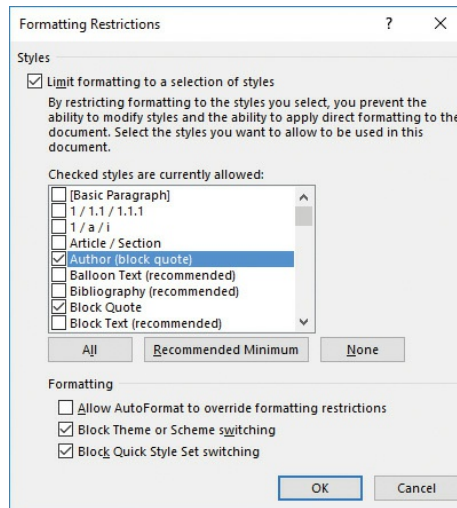 Formatting Restrictions
Styles
Limit formatting to a selection of styles
By restricting formatting to the styles you select, you prevent the
ability to modify styles and the ability to apply direct formatting to the
document. Select the styles you want to allow to be used in this
document.
Checked styles are currently allowed:
[Basic Paragraph]
1 / 1.1 / 1.1.1
1 / a / i
Article / Section
Author (block quote)
Balloon Text (recommended)
Bibliography (recommended)
Block Quote
Block Text (recommended)
All Recommended Minimum None
Formatting
Allow AutoFormat to override formatting restrictions
Block Theme or Scheme switching
Block Quick Style Set switching
OK Cancel